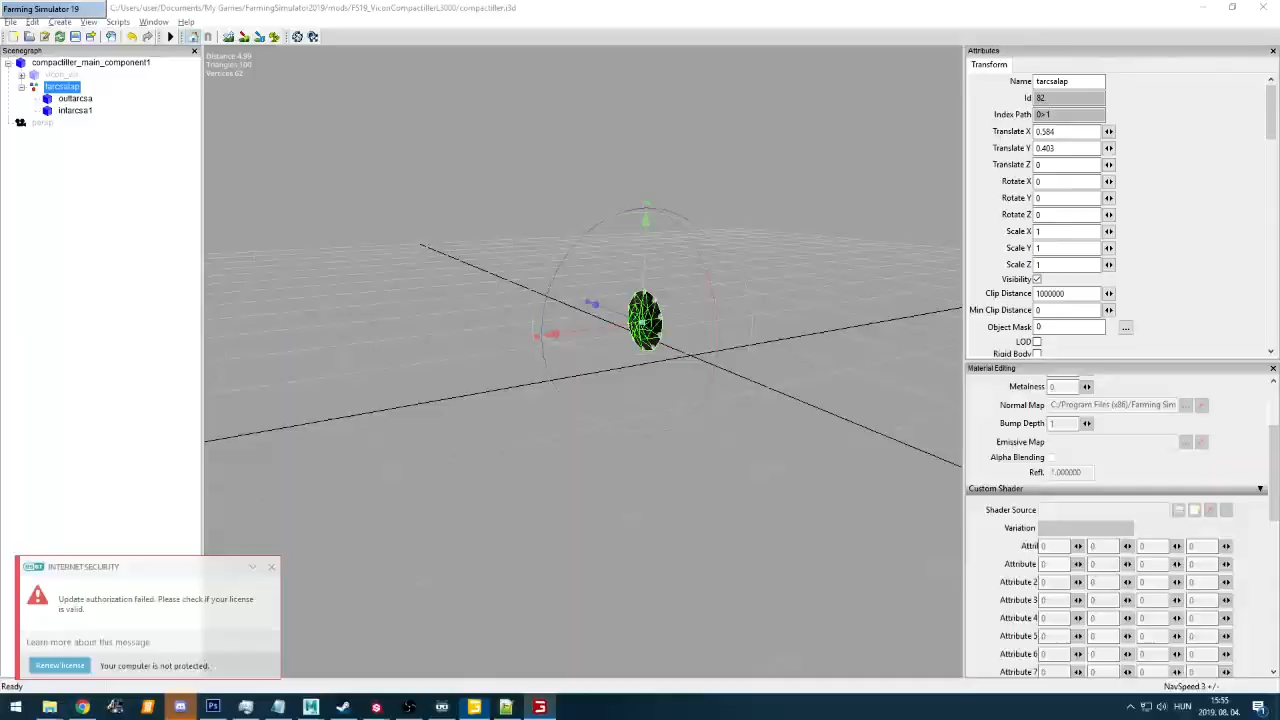 Farming Simulator 19
C:/Users/user/Documents/My Games/FarmingSimulator2019/mods/FS19_ViconCompactillerL3000/compactiller.i3d
File Edit Create View Scripts Window Help
Scenegraph
compactiller_main_component1
vicon_vis
tarcsalap
outtarcsa
intarcsa1
persp
Distance 4.99
Triangles 100
Vertices 62
Attributes
Transform
Name tarcsalap
Id 82
Index Path 0>1
Translate X 0.584
Translate Y 0.403
Translate Z 0
Rotate X 0
Rotate Y 0
Rotate Z 0
Scale X 1
Scale Y 1
Scale Z 1
Visibility
Clip Distance 1000000
Min Clip Distance 0
Object Mask 0 ...
LOD
Rigid Body
Material Editing
Metalness 0
Normal Map C:/Program Files (x86)/Farming Sim ...
Bump Depth 1
Emissive Map ...
Alpha Blending
Refl. 1.000000
Custom Shader
Shader Source
Variation
Attril 0 0 0 0
Attribute 0 0 0 0
Attribute 2 0 0 0 0
Attribute 3 0 0 0 0
Attribute 4 0 0 0 0
Attribute 5 0 0 0 0
Attribute 6 0 0 0 0
Attribute 7 0 0 0 0
eset INTERNET SECURITY
Update authorization failed. Please check if your license
is valid.
Learn more about this message
Renew license Your computer is not protected.
Ready
NavSpeed 3 +/-
HUN 15:55
2019. 08. 04.